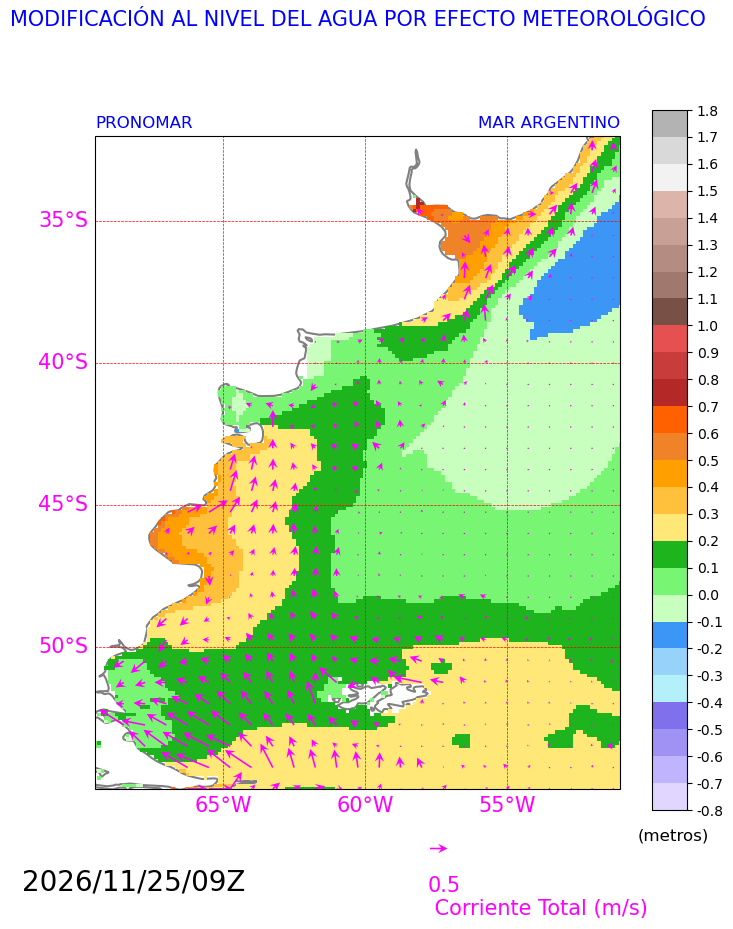 MODIFICACIÓN AL NIVEL DEL AGUA POR EFECTO METEOROLÓGICO
PRONOMAR
MAR ARGENTINO
35°S
40°S
45°S
50°S
65°W
60°W
55°W
1.8
1.7
1.6
1.5
1.4
1.3
1.2
1.1
1.0
0.9
0.8
0.7
0.6
0.5
0.4
0.3
0.2
0.1
0.0
-0.1
-0.2
-0.3
-0.4
-0.5
-0.6
-0.7
-0.8
(metros)
2026/11/25/09Z
0.5
Corriente Total (m/s)